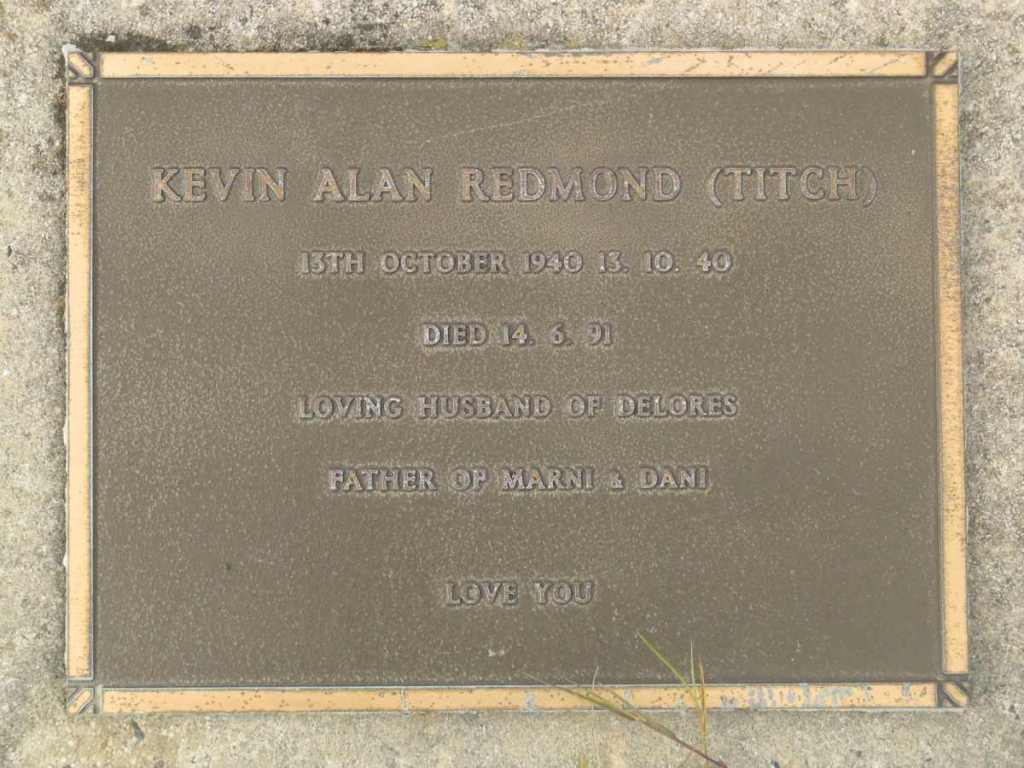 KEVIN ALAN REDMOND (TITCH)
13TH OCTOBER 1940 13. 10. 40
DIED 14. 6. 91
LOVING HUSBAND OF DELORES
FATHER OF MARNI & DANI
LOVE YOU